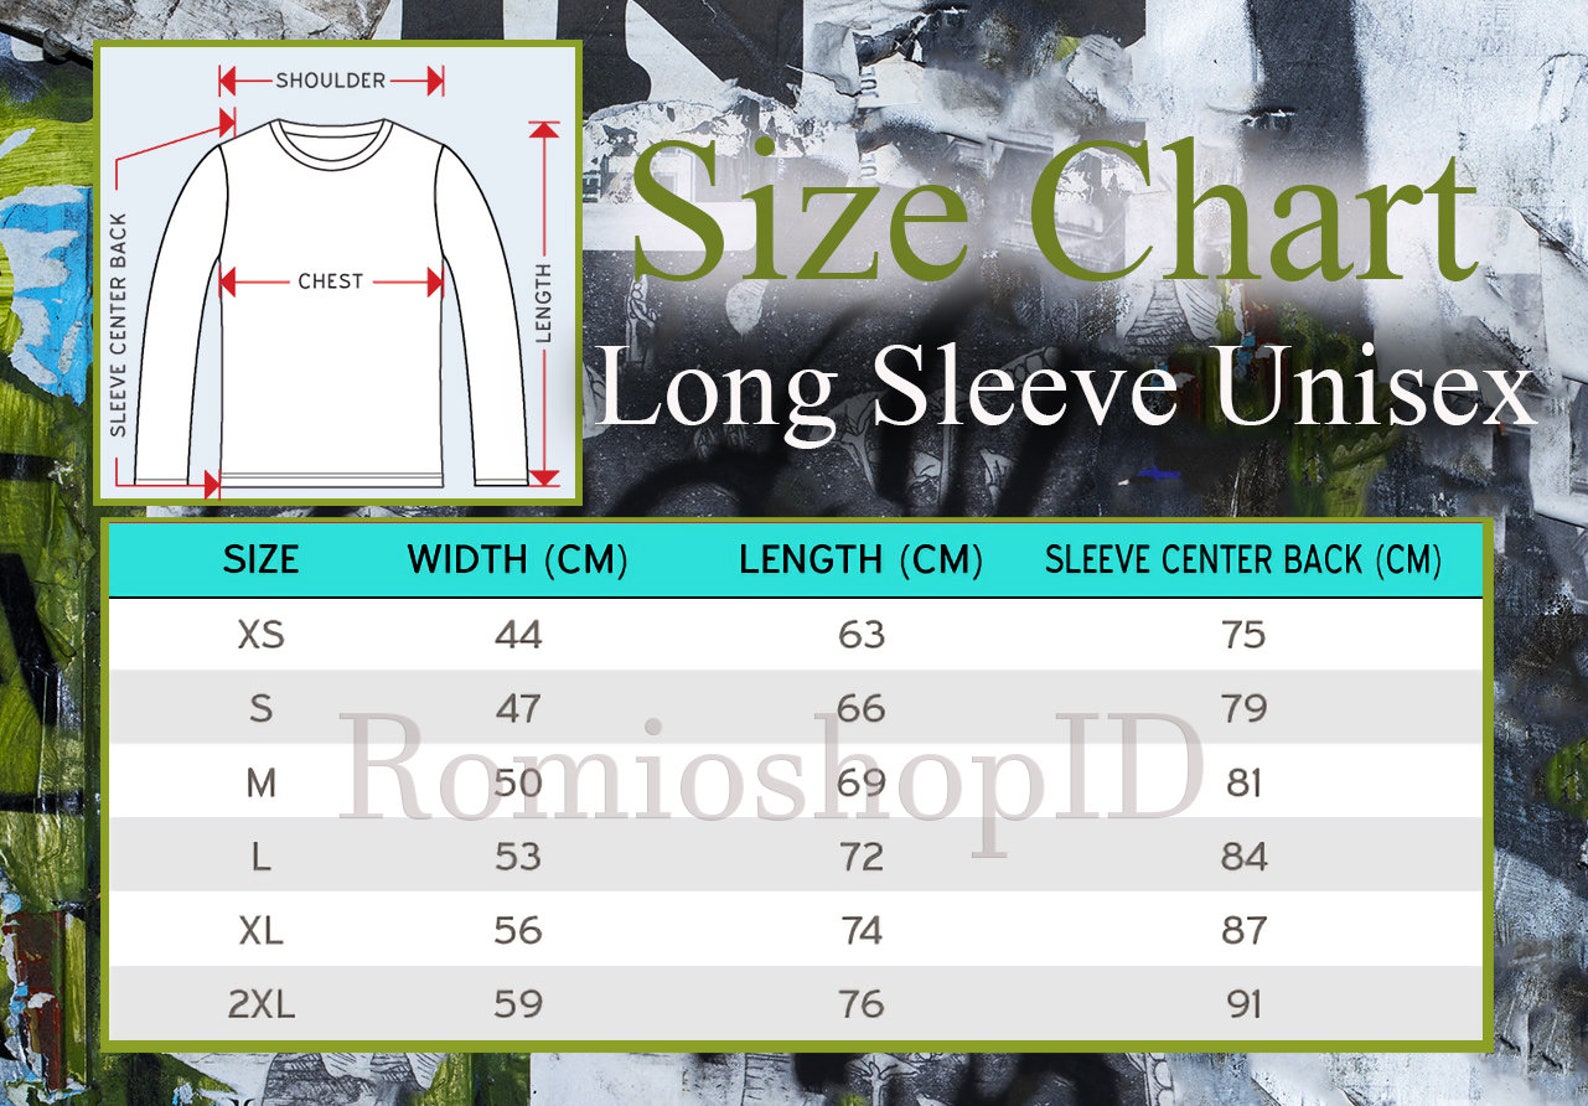 SHOULDER
SLEEVE CENTER BACK
CHEST
LENGTH
Size Chart
Long Sleeve Unisex
SIZE WIDTH (CM) LENGTH (CM) SLEEVE CENTER BACK (CM)
XS 44 63 75
S 47 66 79
M 50 69 81
L 53 72 84
XL 56 74 87
2XL 59 76 91
RomioshopID